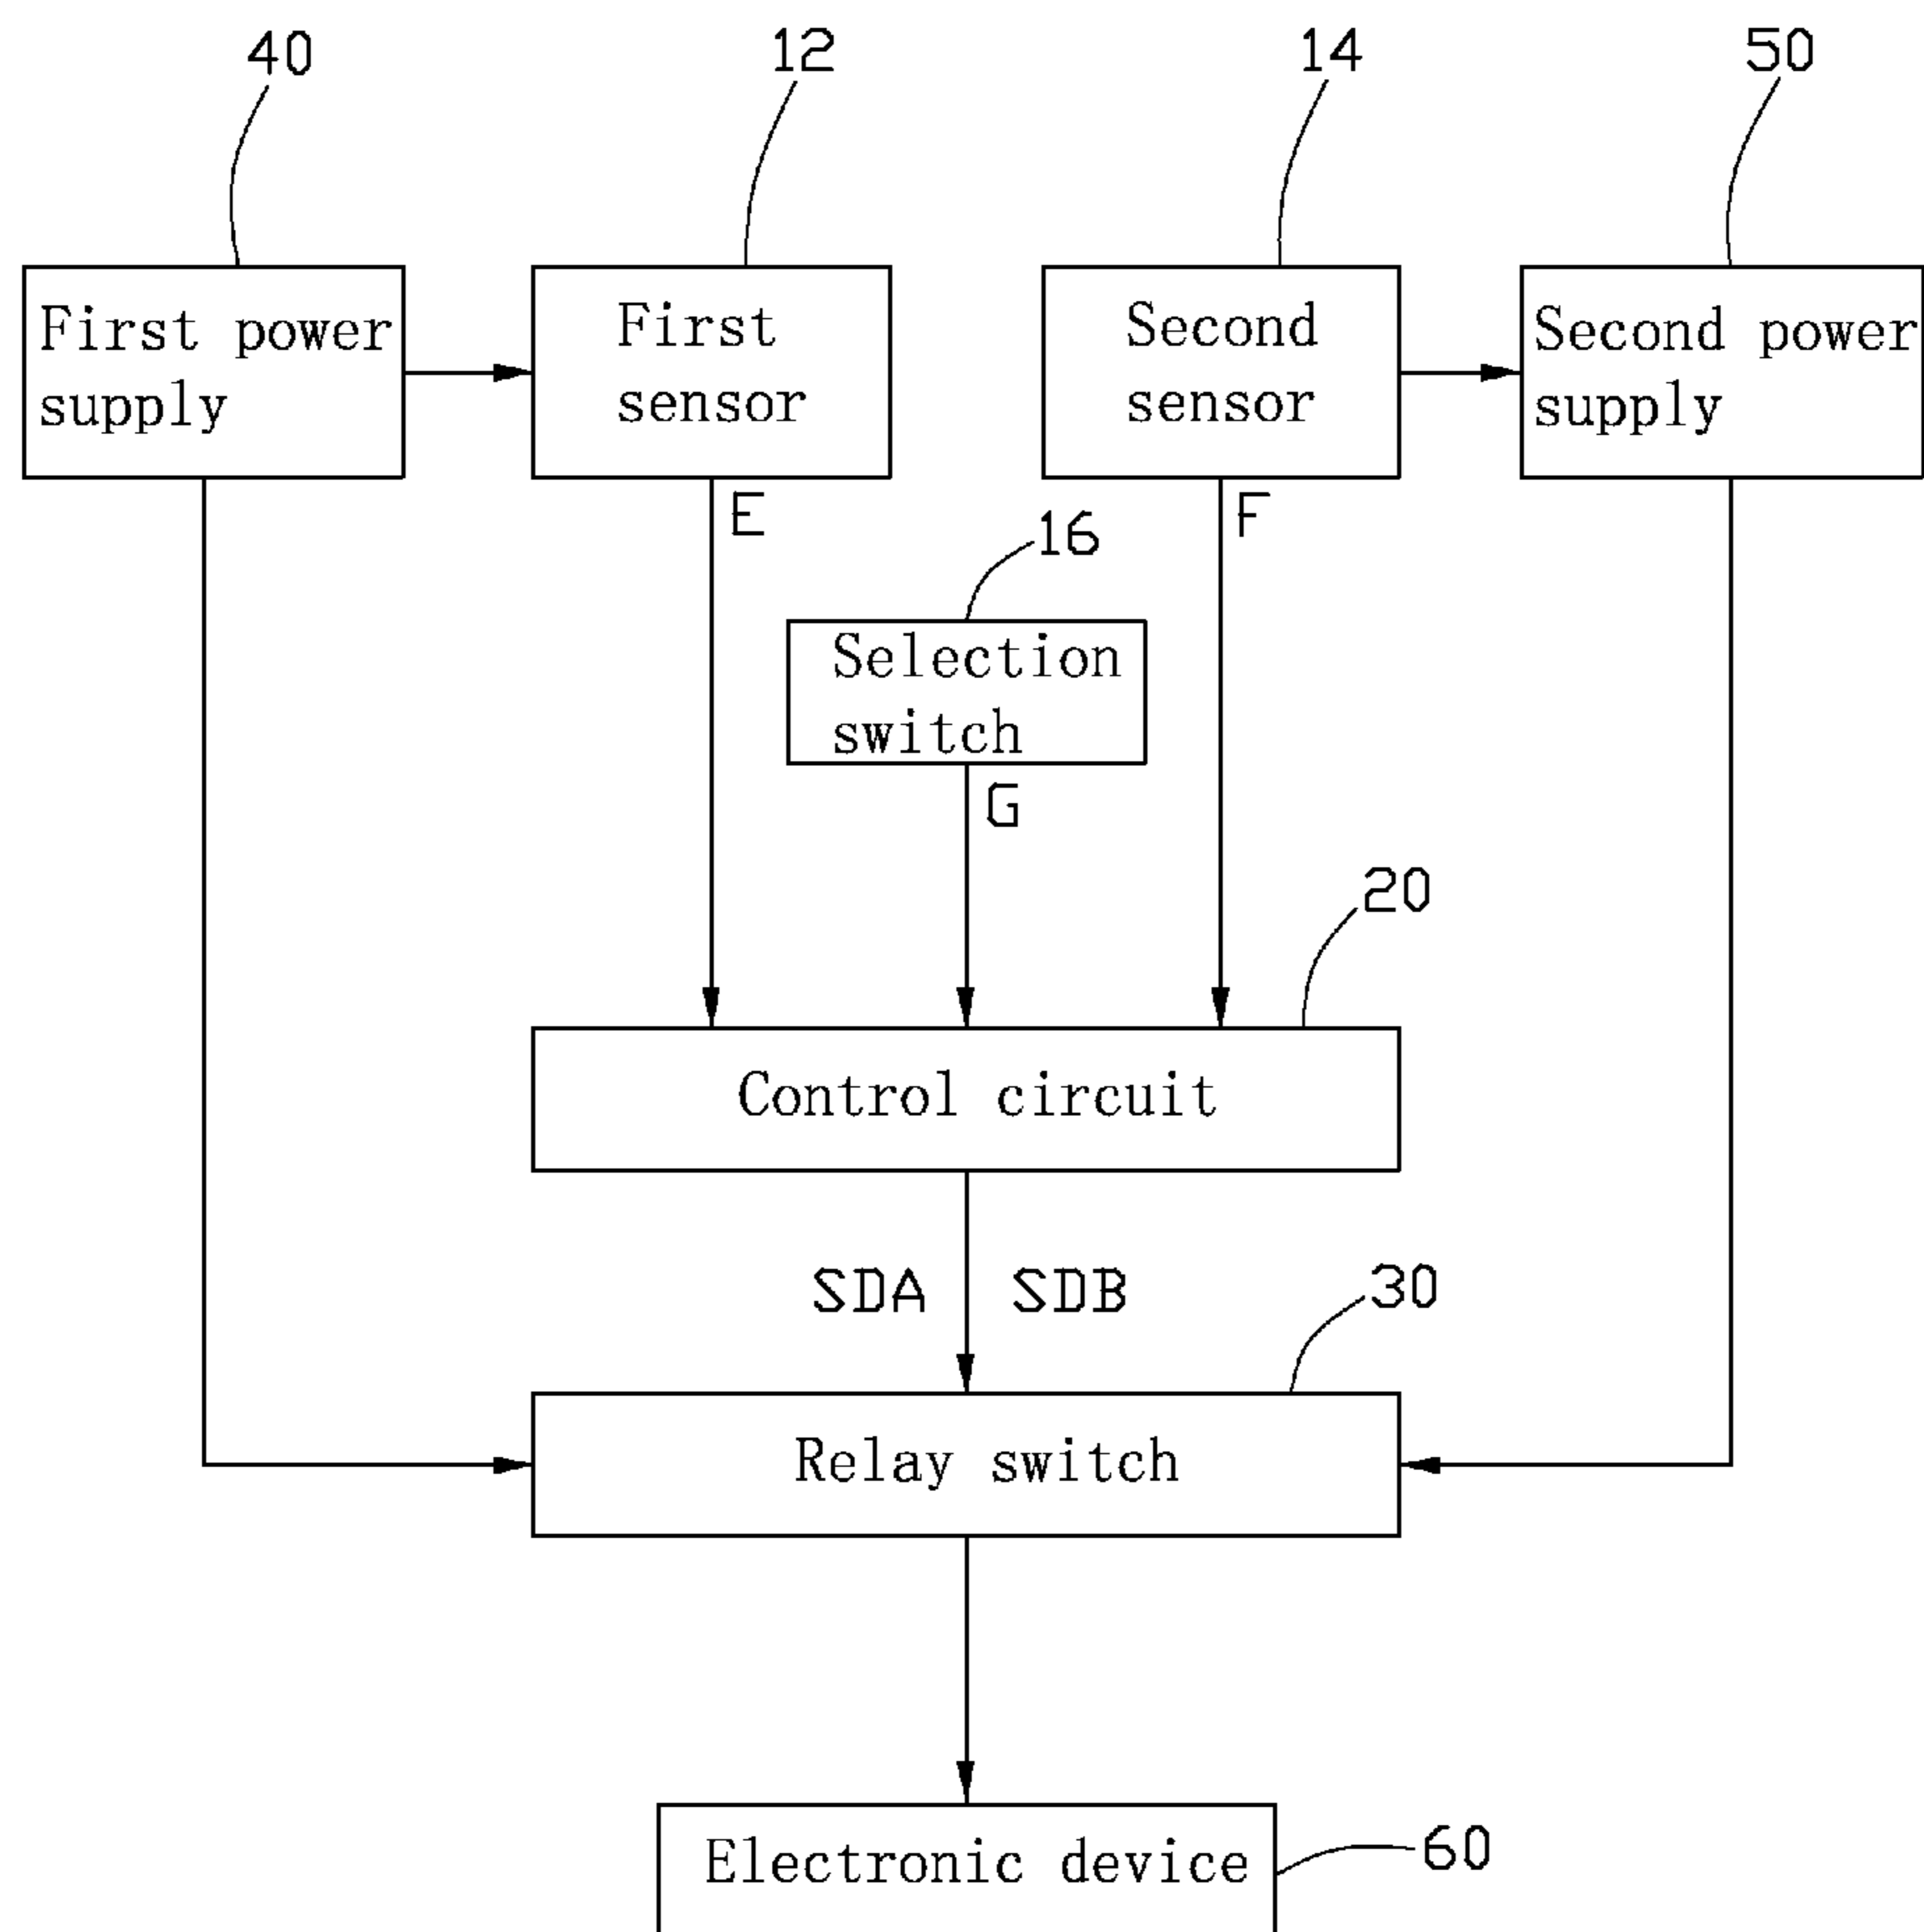 40
12
14
50
First power
supply
First
sensor
Second
sensor
Second power
supply
E
F
16
Selection
switch
G
20
Control circuit
SDA
SDB
30
Relay switch
Electronic device
60